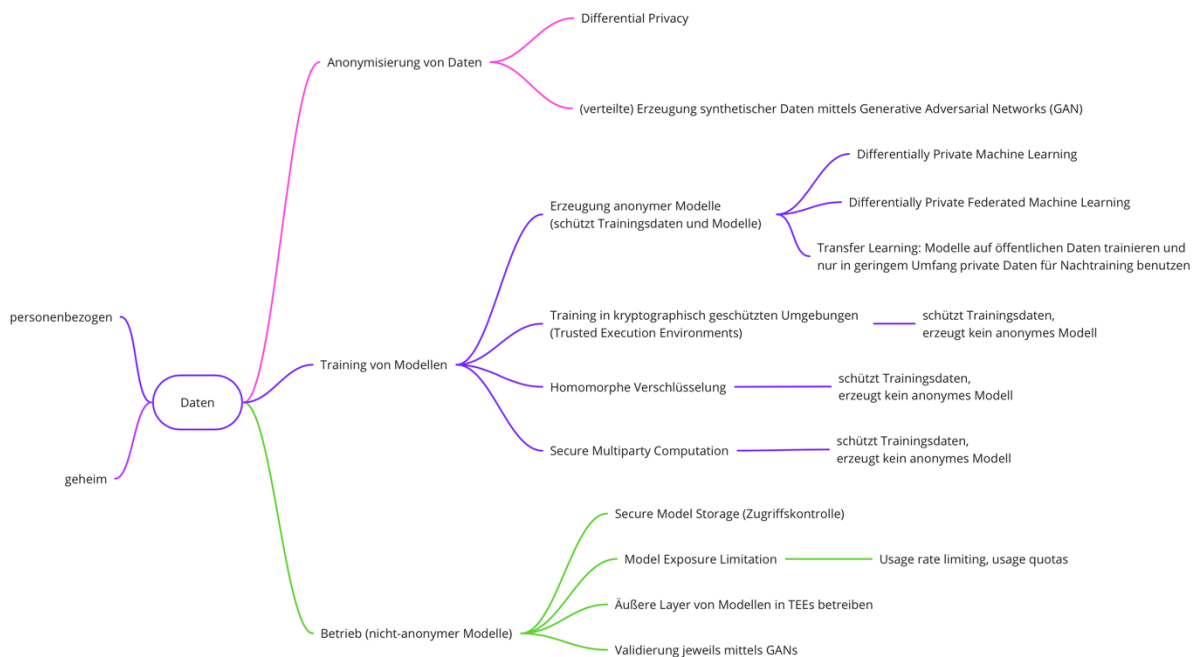 Differential Privacy
Anonymisierung von Daten
(verteilte) Erzeugung synthetischer Daten mittels Generative Adversarial Networks (GAN)
Differentially Private Machine Learning
Erzeugung anonymer Modelle
(schützt Trainingsdaten und Modelle)
Differentially Private Federated Machine Learning
Transfer Learning: Modelle auf öffentlichen Daten trainieren und
nur in geringem Umfang private Daten für Nachtraining benutzen
personenbezogen
Training in kryptographisch geschützten Umgebungen
(Trusted Execution Environments)
schützt Trainingsdaten,
erzeugt kein anonymes Modell
Training von Modellen
Daten
Homomorphe Verschlüsselung
schützt Trainingsdaten,
erzeugt kein anonymes Modell
Secure Multiparty Computation
schützt Trainingsdaten,
erzeugt kein anonymes Modell
geheim
Secure Model Storage (Zugriffskontrolle)
Model Exposure Limitation
Usage rate limiting, usage quotas
Äußere Layer von Modellen in TEEs betreiben
Betrieb (nicht-anonymer Modelle)
Validierung jeweils mittels GANs